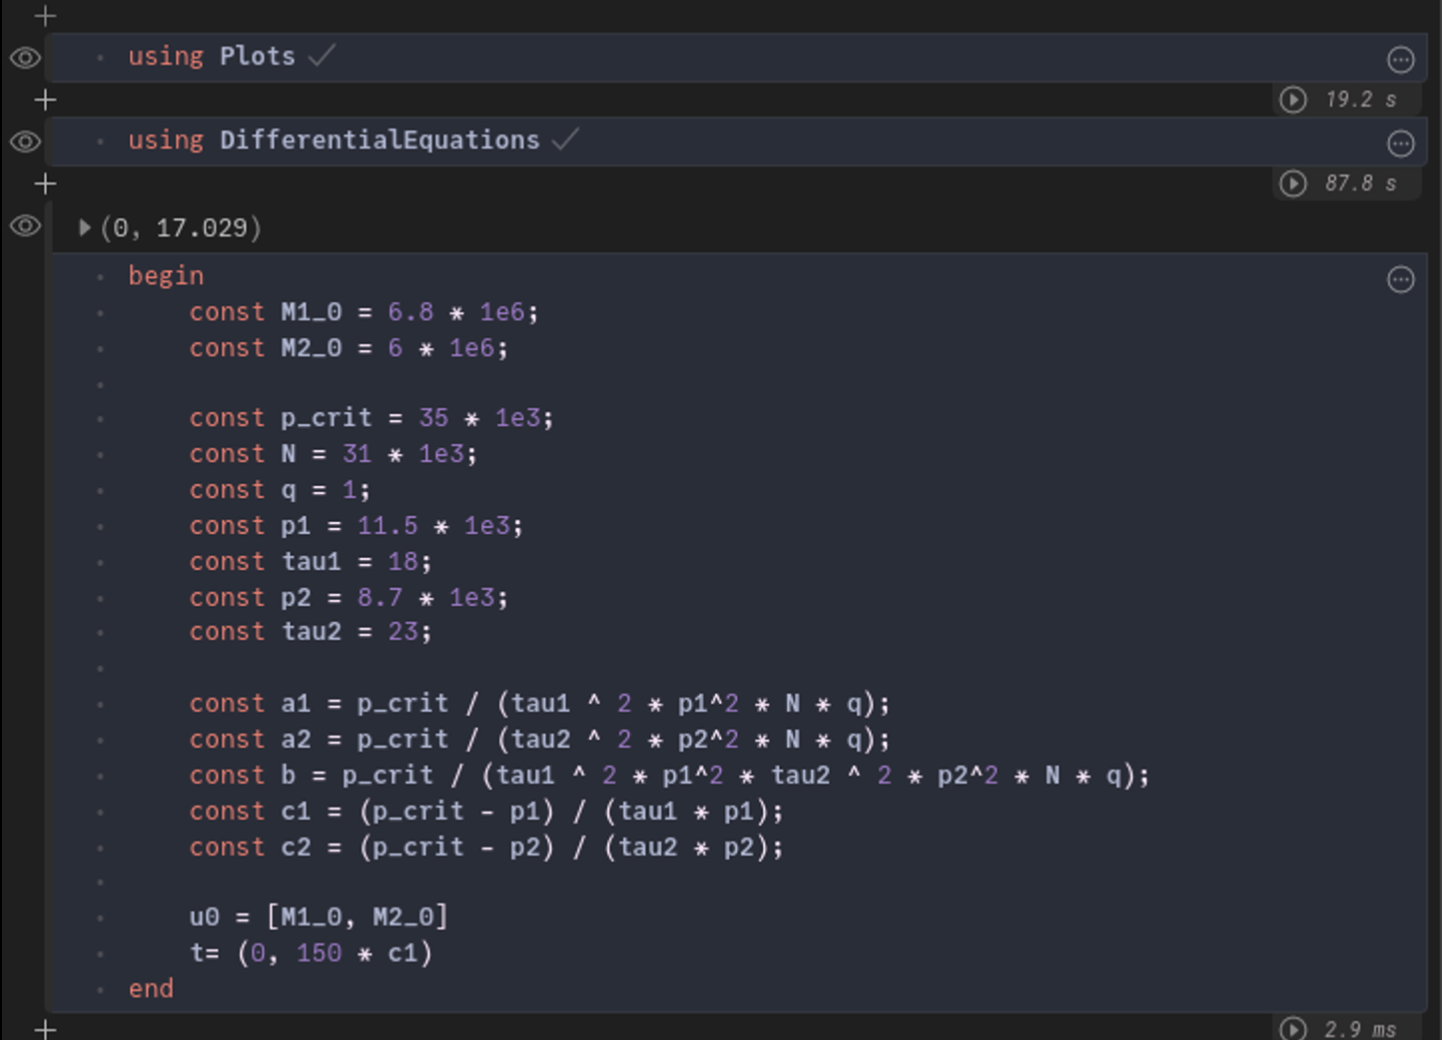 using Plots
19.2 s
using DifferentialEquations
87.8 s
(0, 17.029)
begin
const M1_0 = 6.8 * 1e6;
const M2_0 = 6 * 1e6;
const p_crit = 35 * 1e3;
const N = 31 * 1e3;
const q = 1;
const p1 = 11.5 * 1e3;
const tau1 = 18;
const p2 = 8.7 * 1e3;
const tau2 = 23;
const a1 = p_crit / (tau1 ^ 2 * p1^2 * N * q);
const a2 = p_crit / (tau2 ^ 2 * p2^2 * N * q);
const b = p_crit / (tau1 ^ 2 * p1^2 * tau2 ^ 2 * p2^2 * N * q);
const c1 = (p_crit - p1) / (tau1 * p1);
const c2 = (p_crit - p2) / (tau2 * p2);
u0 = [M1_0, M2_0]
t= (0, 150 * c1)
end
2.9 ms